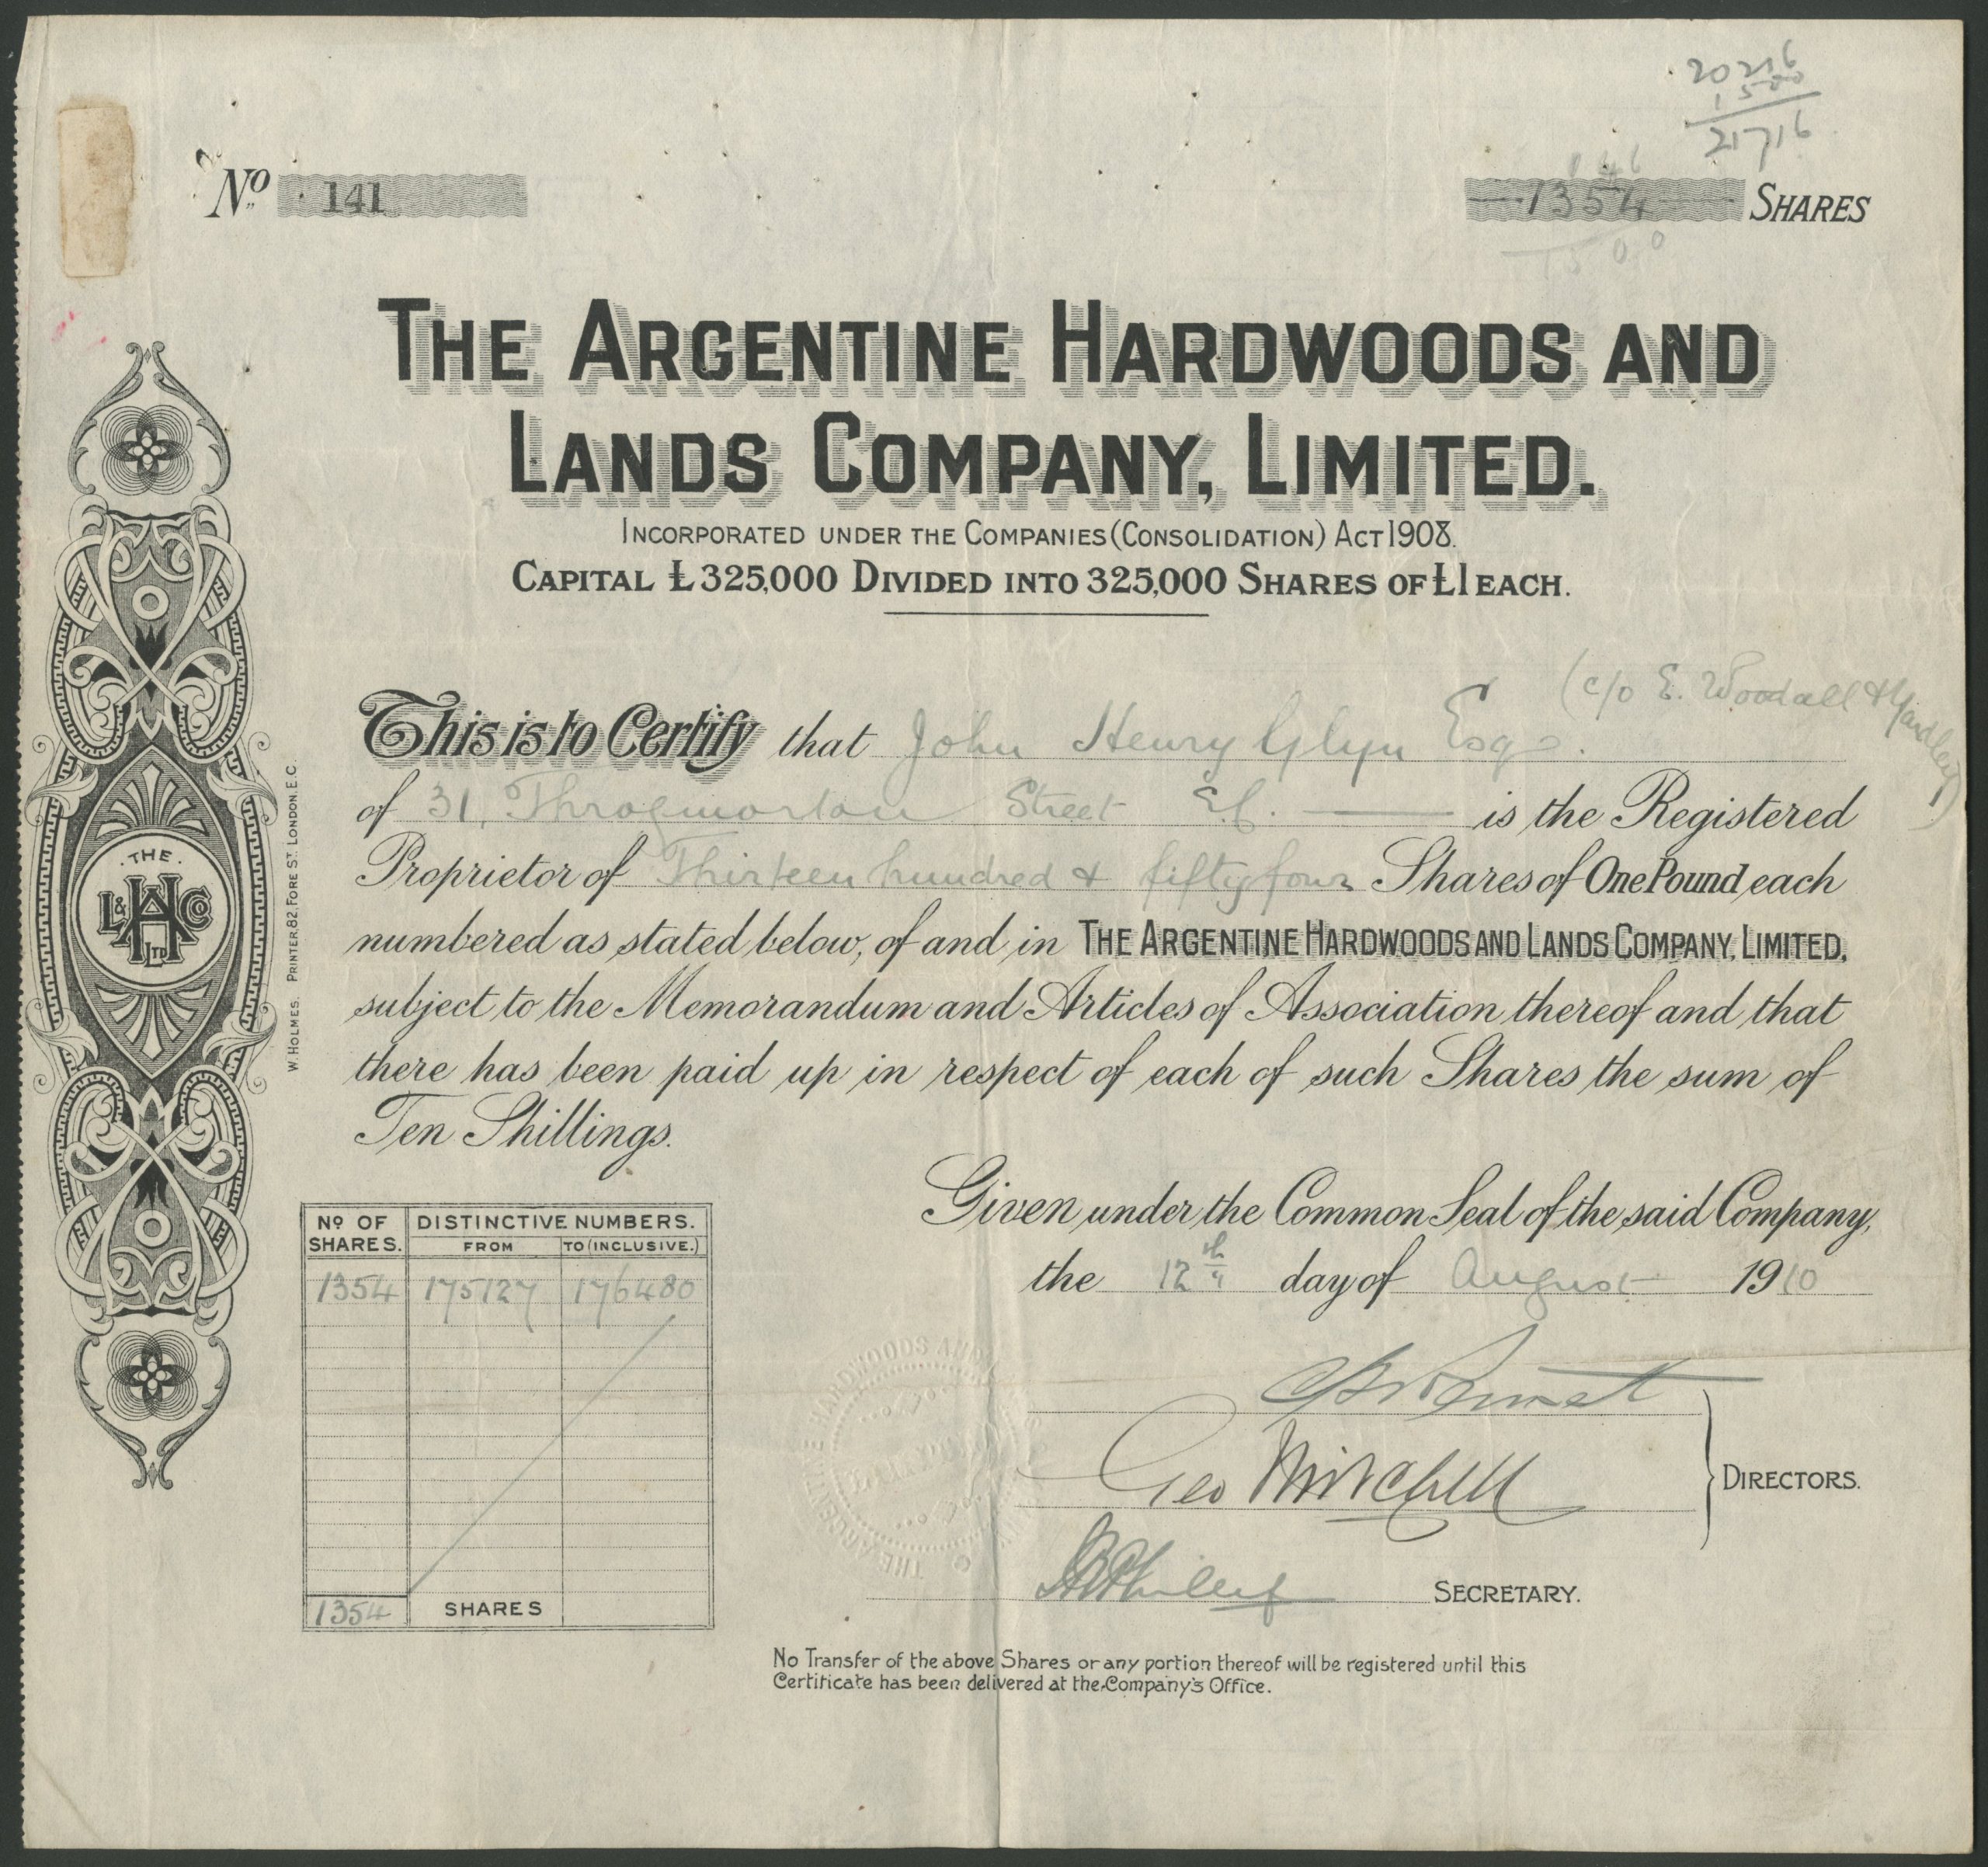 20216
1500
21716
No. 141
146
1354 SHARES
1500
THE ARGENTINE HARDWOODS AND
LANDS COMPANY, LIMITED.
INCORPORATED UNDER THE COMPANIES (CONSOLIDATION) ACT 1908.
CAPITAL £325,000 DIVIDED INTO 325,000 SHARES OF £1 EACH.
(c/o E. Woodall & Yardley)
This is to Certify that John Henry Glyn Esqr.
of 31, Throgmorton Street E.C. is the Registered
Proprietor of Thirteen hundred & fifty four Shares of One Pound each
numbered as stated below, of and in THE ARGENTINE HARDWOODS AND LANDS COMPANY, LIMITED,
subject to the Memorandum and Articles of Association thereof and that
there has been paid up in respect of each of such Shares the sum of
Ten Shillings.
THE
A H L& CO LTD
W. HOLMES. PRINTER 82, FORE ST. LONDON. E.C.
Given under the Common Seal of the said Company,
the 12th day of August 1910
No. OF SHARES. DISTINCTIVE NUMBERS.
FROM TO (INCLUSIVE.)
1354 175127 176480
1354 SHARES
THE ARGENTINE HARDWOODS AND
Geo Mitchell
DIRECTORS.
SECRETARY.
No Transfer of the above Shares or any portion thereof will be registered until this
Certificate has been delivered at the Company's Office.